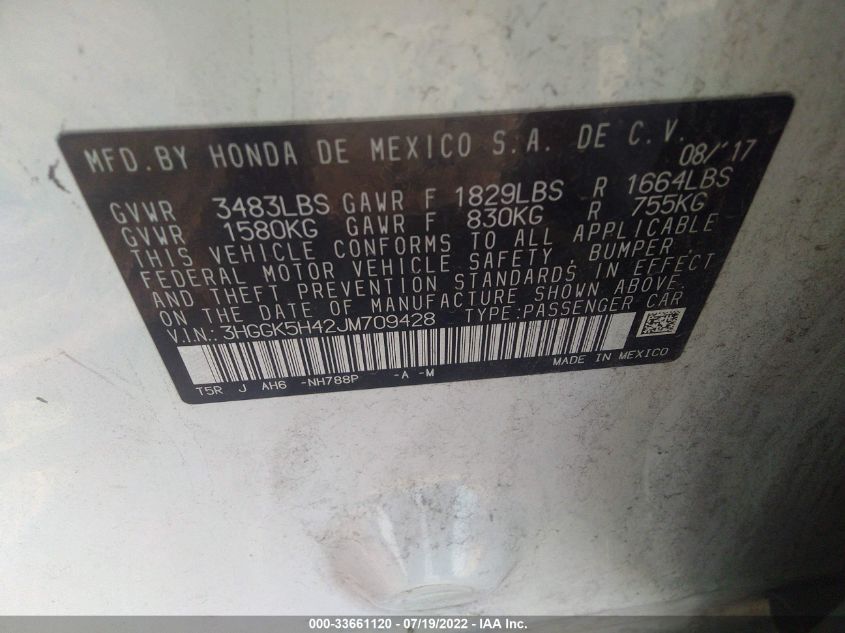 MFD. BY HONDA DE MEXICO S.A. DE C.V. 08/'17
GVWR 3483LBS GAWR F 1829LBS R 1664LBS
GVWR 1580KG GAWR F 830KG R 755KG
THIS VEHICLE CONFORMS TO ALL APPLICABLE
FEDERAL MOTOR VEHICLE SAFETY, BUMPER
AND THEFT PREVENTION STANDARDS IN EFFECT
ON THE DATE OF MANUFACTURE SHOWN ABOVE.
V.I.N.: 3HGGK5H42JM709428 TYPE:PASSENGER CAR
MADE IN MEXICO
T5R J AH6 -NH788P -A -M
000-33661120 - 07/19/2022 - IAA Inc.